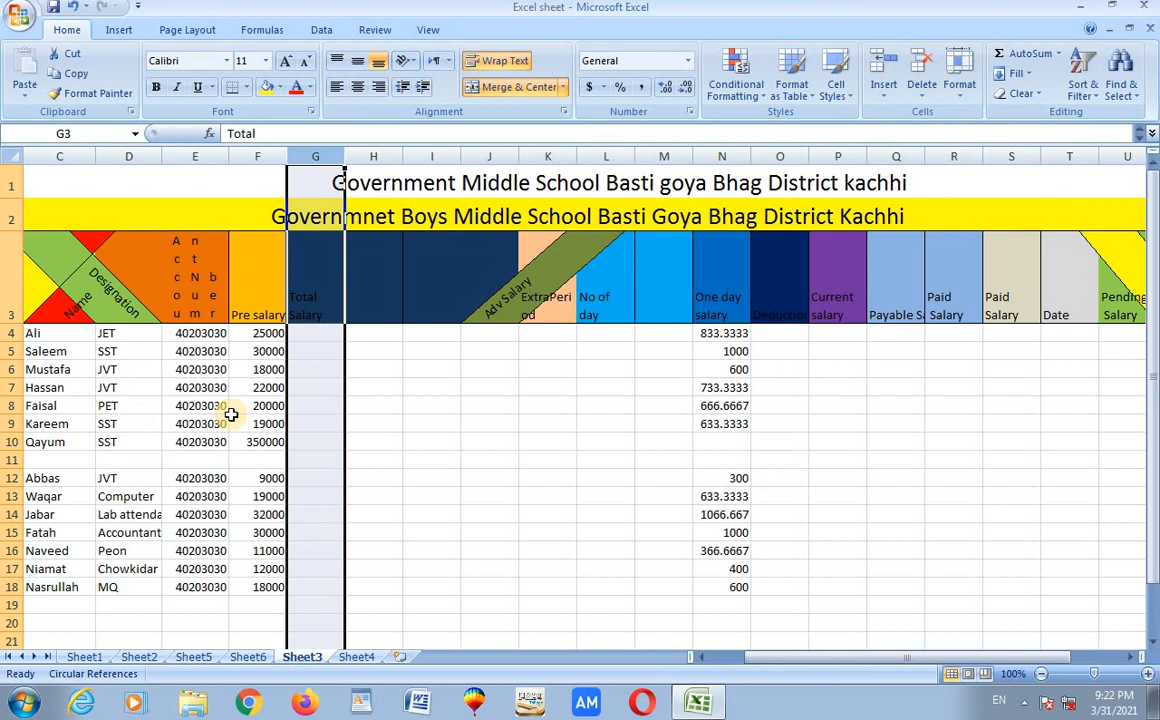 Excel sheet - Microsoft Excel
Home Insert Page Layout Formulas Data Review View
Paste
Cut
Copy
Format Painter
Clipboard
Calibri 11
B I U
Font
Wrap Text
Merge & Center
Alignment
General
$ % ,
Number
Conditional Formatting
Format as Table
Cell Styles
Styles
Insert
Delete
Format
Cells
Σ AutoSum
Fill
Clear
Sort & Filter
Find & Select
Editing
G3 fx Total
C D E F G H I J K L M N O P Q R S T U
1 Government Middle School Basti goya Bhag District kachhi
2 Governmnet Boys Middle School Basti Goya Bhag District Kachhi
3 Name Designation Account Number Pre salary Total Salary Adv Salary ExtraPeriod No of day One day salary Deduction Current salary Payable Sa Paid Salary Paid Salary Date Pending Salary
4 Ali JET 40203030 25000 833.3333
5 Saleem SST 40203030 30000 1000
6 Mustafa JVT 40203030 18000 600
7 Hassan JVT 40203030 22000 733.3333
8 Faisal PET 40203030 20000 666.6667
9 Kareem SST 40203030 19000 633.3333
10 Qayum SST 40203030 350000
11
12 Abbas JVT 40203030 9000 300
13 Waqar Computer 40203030 19000 633.3333
14 Jabar Lab attenda 40203030 32000 1066.667
15 Fatah Accountant 40203030 30000 1000
16 Naveed Peon 40203030 11000 366.6667
17 Niamat Chowkidar 40203030 12000 400
18 Nasrullah MQ 40203030 18000 600
19
20
21
Sheet1 Sheet2 Sheet5 Sheet6 Sheet3 Sheet4
Ready Circular References 100%
AM EN 9:22 PM
3/31/2021